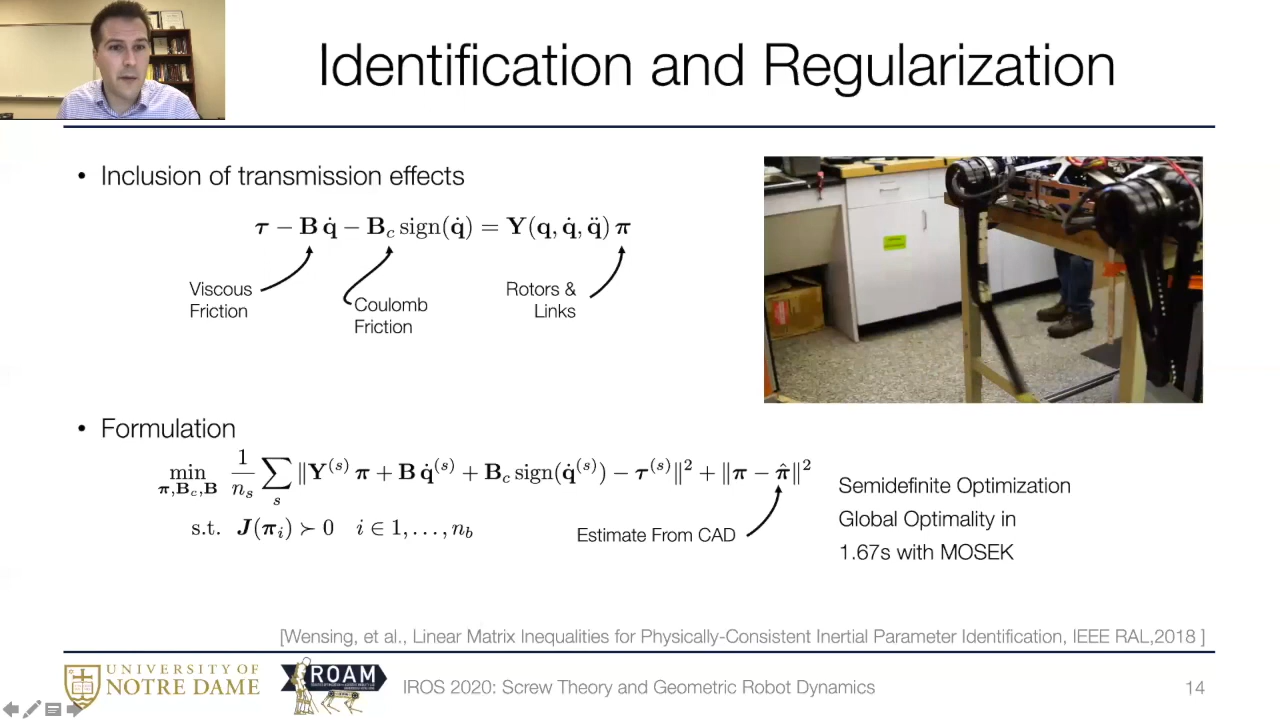 Identification and Regularization
• Inclusion of transmission effects
τ − B q̇ − B_c sign(q̇) = Y(q, q̇, q̈) π
Viscous
Friction
Coulomb
Friction
Rotors &
Links
• Formulation
min_{π,B_c,B} 1/n_s ∑_s ‖Y^(s) π + B q̇^(s) + B_c sign(q̇^(s)) − τ^(s)‖² + ‖π − π̂‖²
s.t. J(π_i) ≻ 0 i ∈ 1, . . . , n_b
Estimate From CAD
Semidefinite Optimization
Global Optimality in
1.67s with MOSEK
[Wensing, et al., Linear Matrix Inequalities for Physically-Consistent Inertial Parameter Identification, IEEE RAL,2018 ]
UNIVERSITY OF
NOTRE DAME
ROAM
IROS 2020: Screw Theory and Geometric Robot Dynamics
14